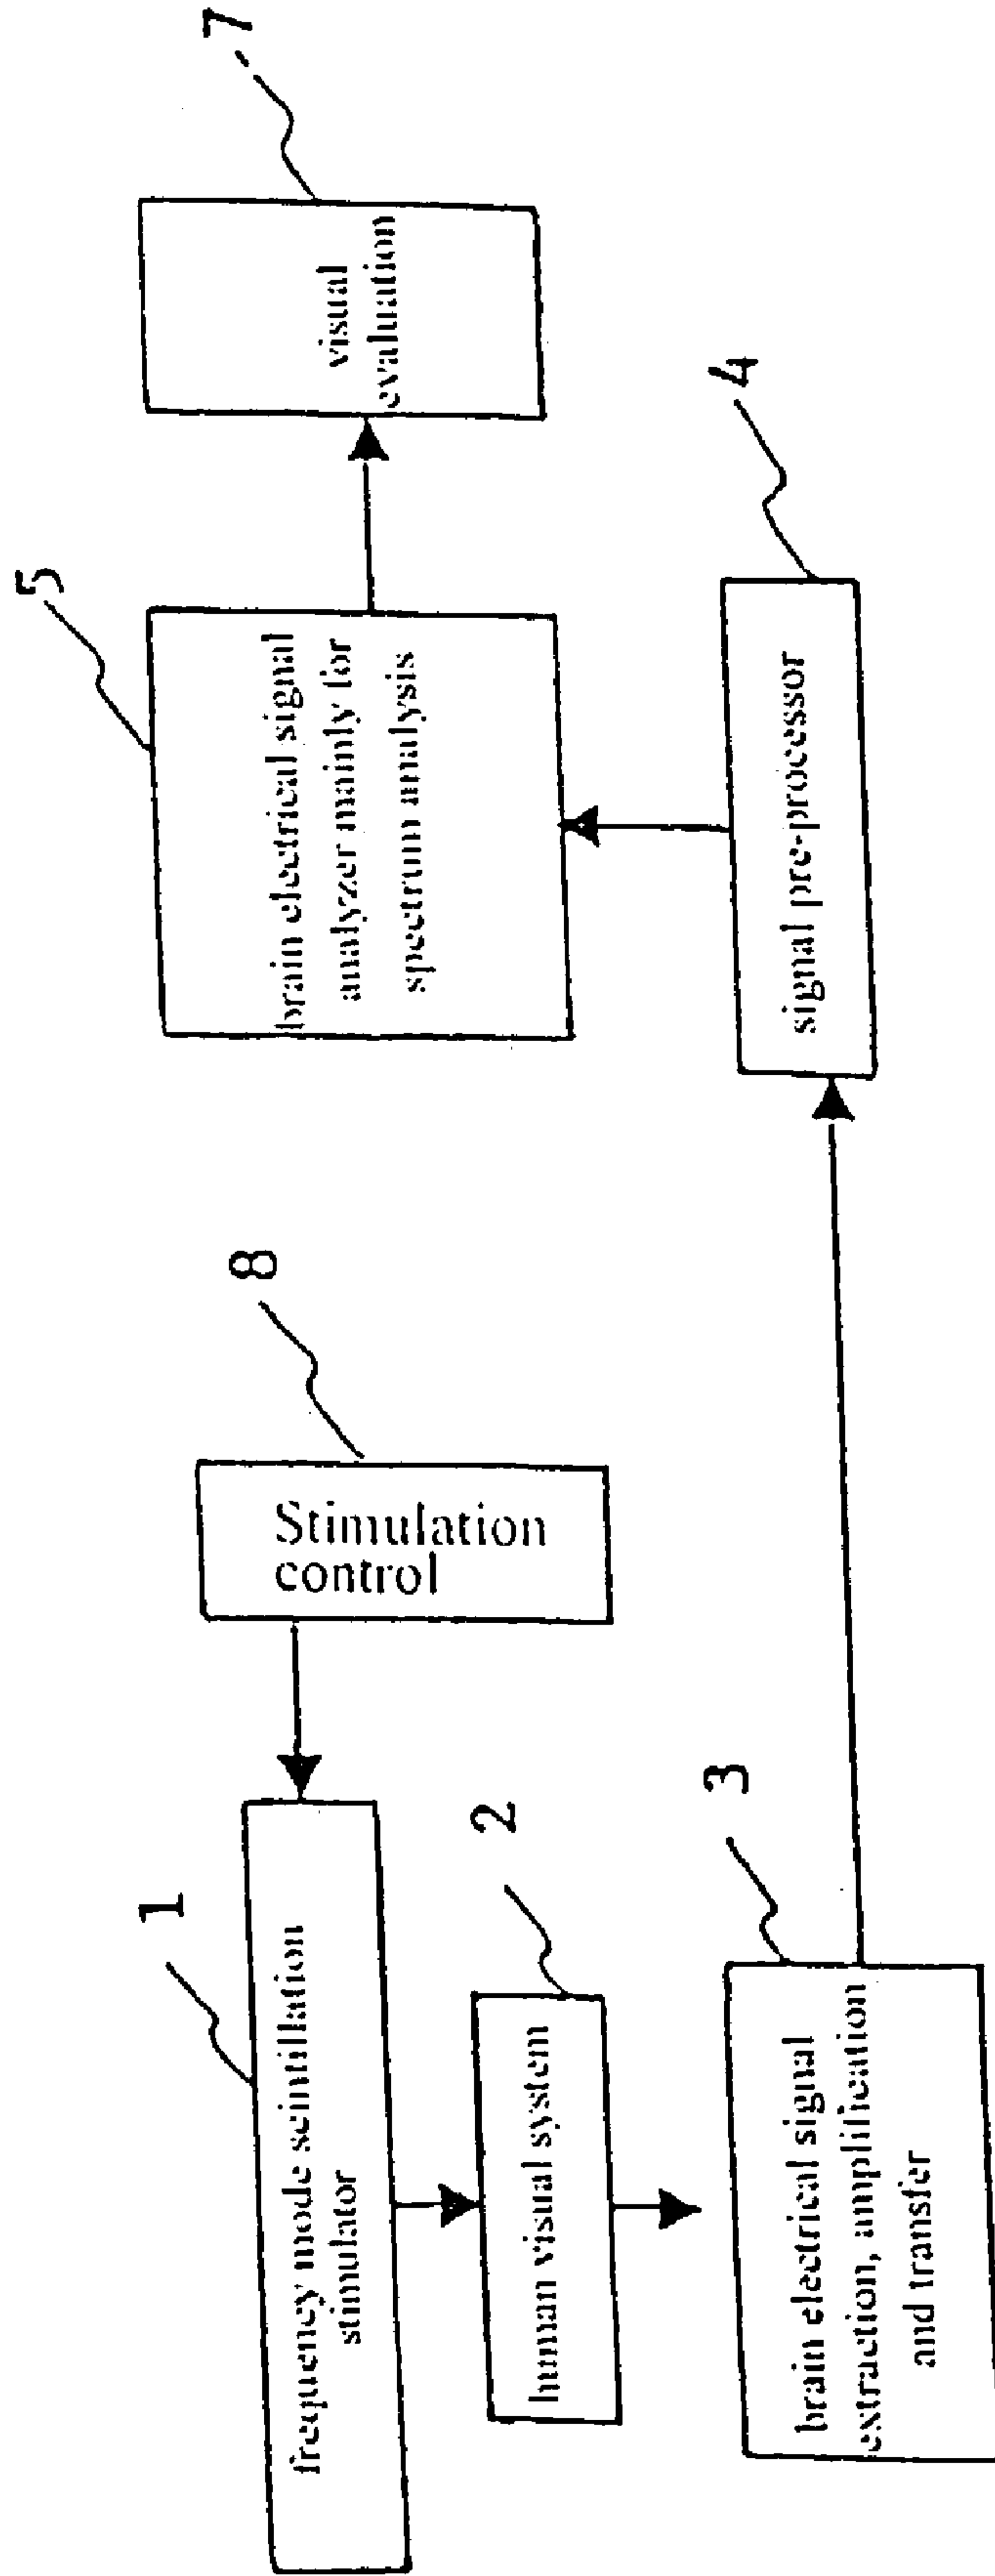 1
frequency mode scintillation
stimulator
8
Stimulation
control
2
human visual system
3
brain electrical signal
extraction, amplification
and transfer
5
brain electrical signal
analyzer mainly for
spectrum analysis
7
visual
evaluation
4
signal pre-processor